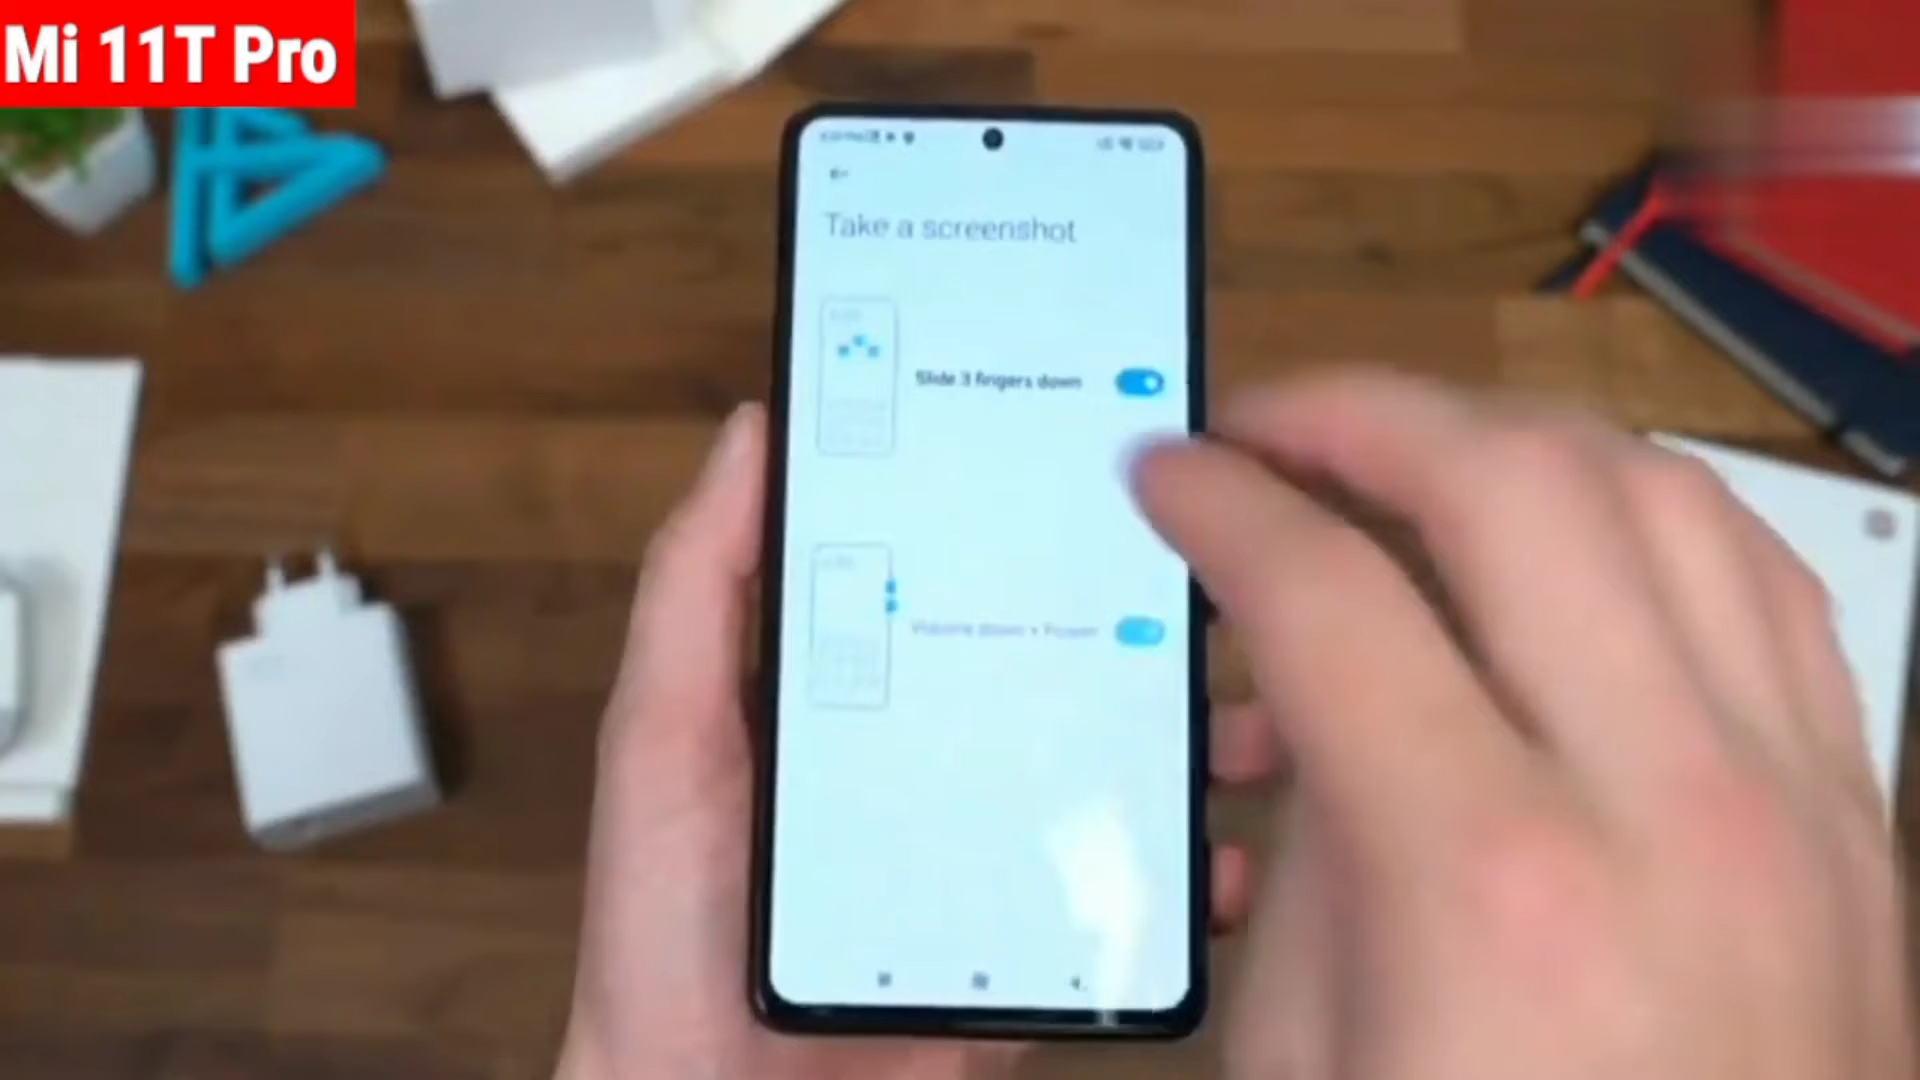 Mi 11T Pro
Take a screenshot
Slide 3 fingers down
Volume down + Power